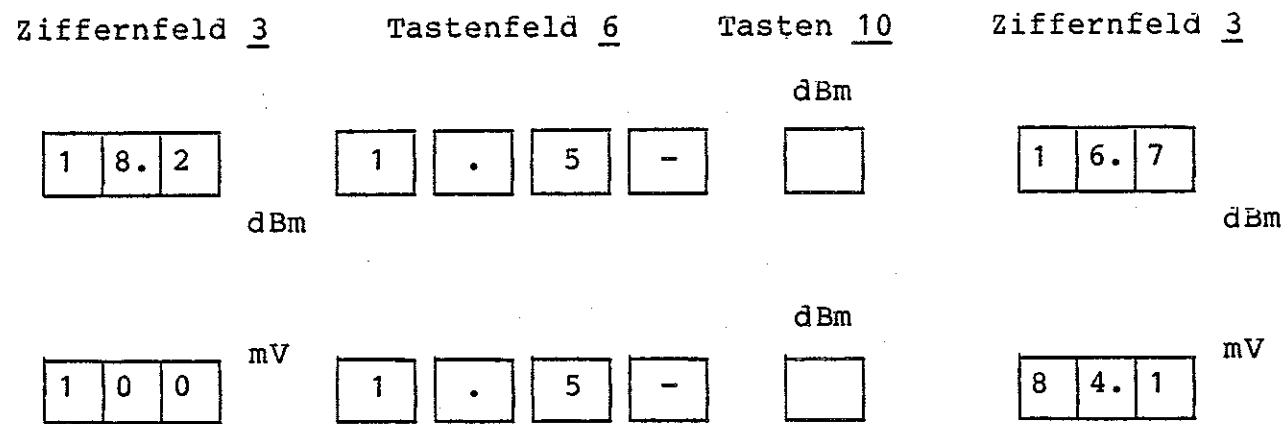 Ziffernfeld 3 Tastenfeld 6 Tasten 10 Ziffernfeld 3
dBm
1 8. 2 1 . 5 - 1 6. 7
dBm dBm
dBm
mV mV
1 0 0 1 . 5 - 8 4. 1